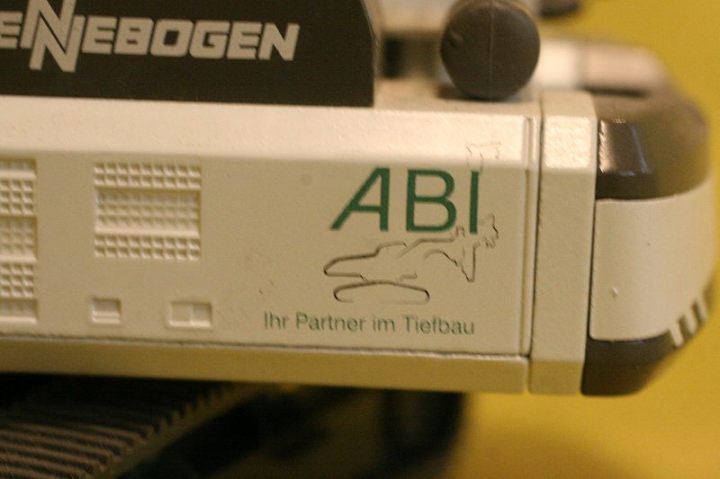 ENNEBOGEN
ABI
Ihr Partner im Tiefbau